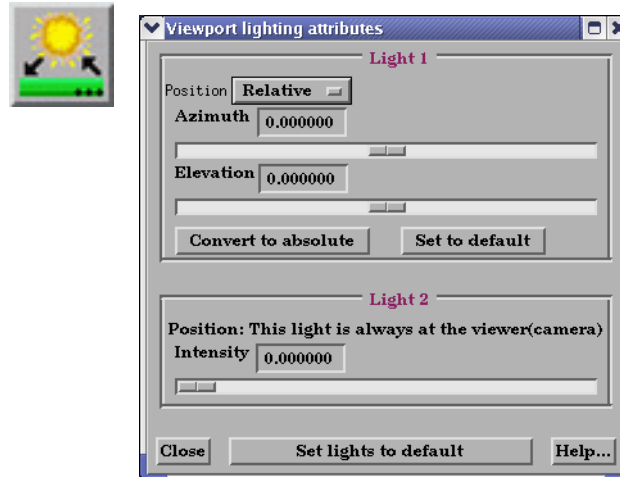 Viewport lighting attributes
Light 1
Position Relative
Azimuth 0.000000
Elevation 0.000000
Convert to absolute Set to default
Light 2
Position: This light is always at the viewer(camera)
Intensity 0.000000
Close Set lights to default Help...